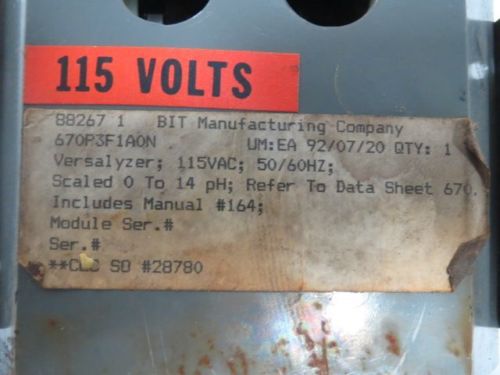 115 VOLTS
88267 1 BIT Manufacturing Company
670P3F1A0N UM:EA 92/07/20 QTY: 1
Versalyzer; 115VAC; 50/60HZ;
Scaled 0 To 14 pH; Refer To Data Sheet 670.
Includes Manual #164;
Module Ser.#
Ser.#
SO #28780